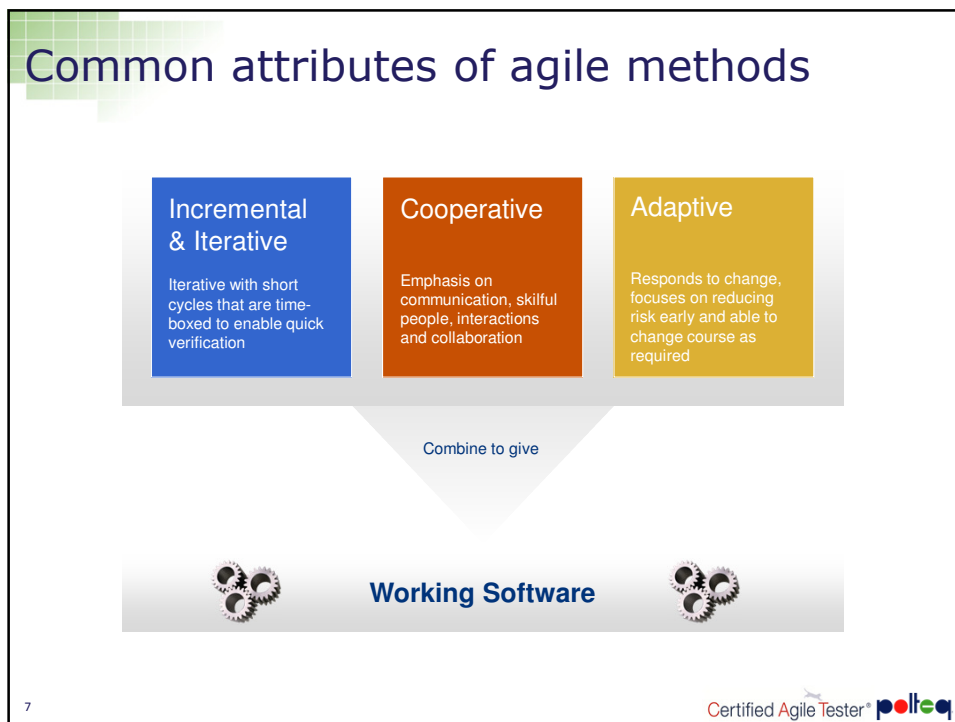 Common attributes of agile methods
Incremental
& Iterative
Iterative with short
cycles that are time-
boxed to enable quick
verification
Cooperative
Emphasis on
communication, skilful
people, interactions
and collaboration
Adaptive
Responds to change,
focuses on reducing
risk early and able to
change course as
required
Combine to give
Working Software
7
Certified Agile Tester®
polteq